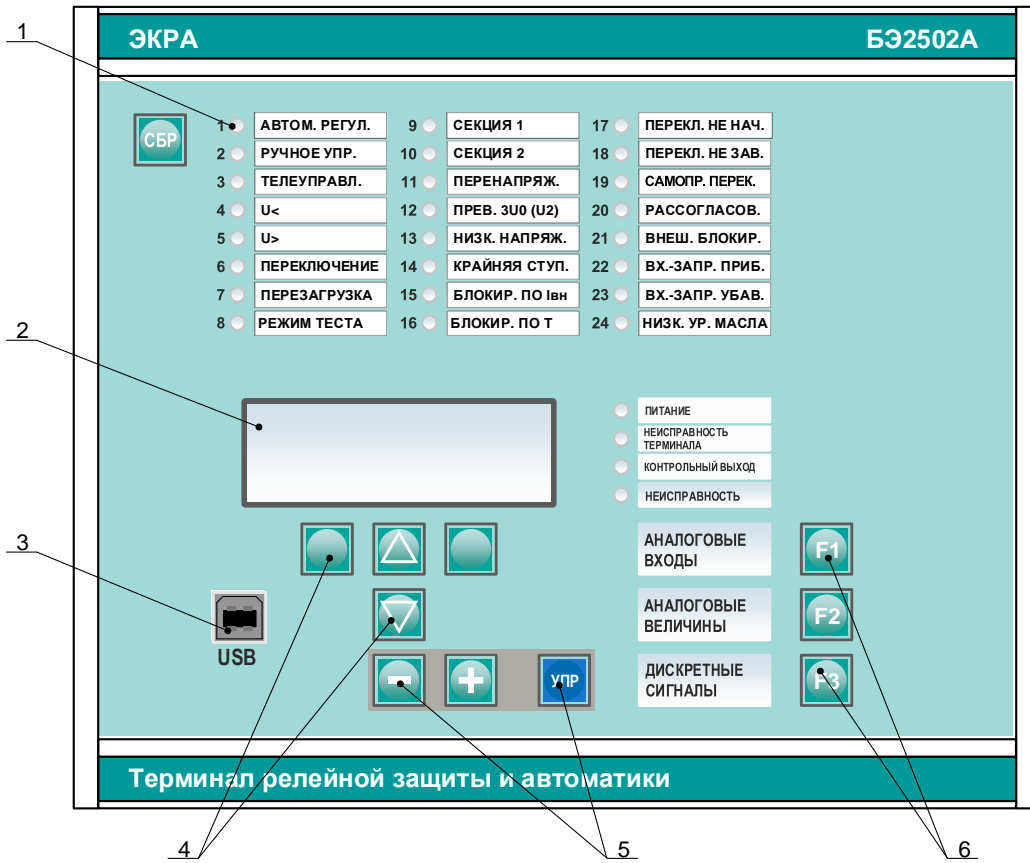 1
ЭКРА
БЭ2502А
СБР
1 АВТОМ. РЕГУЛ.
2 РУЧНОЕ УПР.
3 ТЕЛЕУПРАВЛ.
4 U<
5 U>
6 ПЕРЕКЛЮЧЕНИЕ
7 ПЕРЕЗАГРУЗКА
8 РЕЖИМ ТЕСТА
9 СЕКЦИЯ 1
10 СЕКЦИЯ 2
11 ПЕРЕНАПРЯЖ.
12 ПРЕВ. 3U0 (U2)
13 НИЗК. НАПРЯЖ.
14 КРАЙНЯЯ СТУП.
15 БЛОКИР. ПО Iвн
16 БЛОКИР. ПО Т
17 ПЕРЕКЛ. НЕ НАЧ.
18 ПЕРЕКЛ. НЕ ЗАВ.
19 САМОПР. ПЕРЕК.
20 РАССОГЛАСОВ.
21 ВНЕШ. БЛОКИР.
22 ВХ.-ЗАПР. ПРИБ.
23 ВХ.-ЗАПР. УБАВ.
24 НИЗК. УР. МАСЛА
2
ПИТАНИЕ
НЕИСПРАВНОСТЬ
ТЕРМИНАЛА
КОНТРОЛЬНЫЙ ВЫХОД
НЕИСПРАВНОСТЬ
3
USB
АНАЛОГОВЫЕ
ВХОДЫ
F1
АНАЛОГОВЫЕ
ВЕЛИЧИНЫ
F2
УПР
ДИСКРЕТНЫЕ
СИГНАЛЫ
F3
Терминал релейной защиты и автоматики
4
5
6